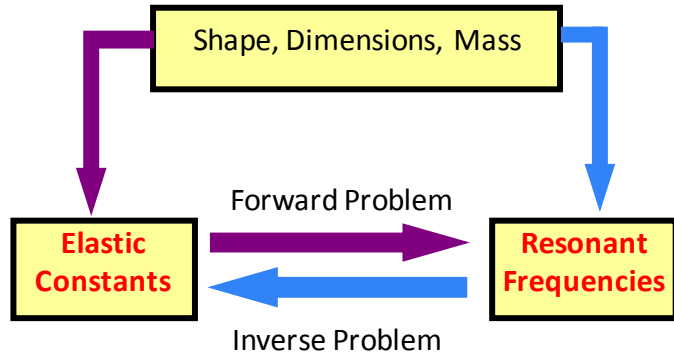 Shape, Dimensions, Mass
Forward Problem
Elastic
Constants
Resonant
Frequencies
Inverse Problem